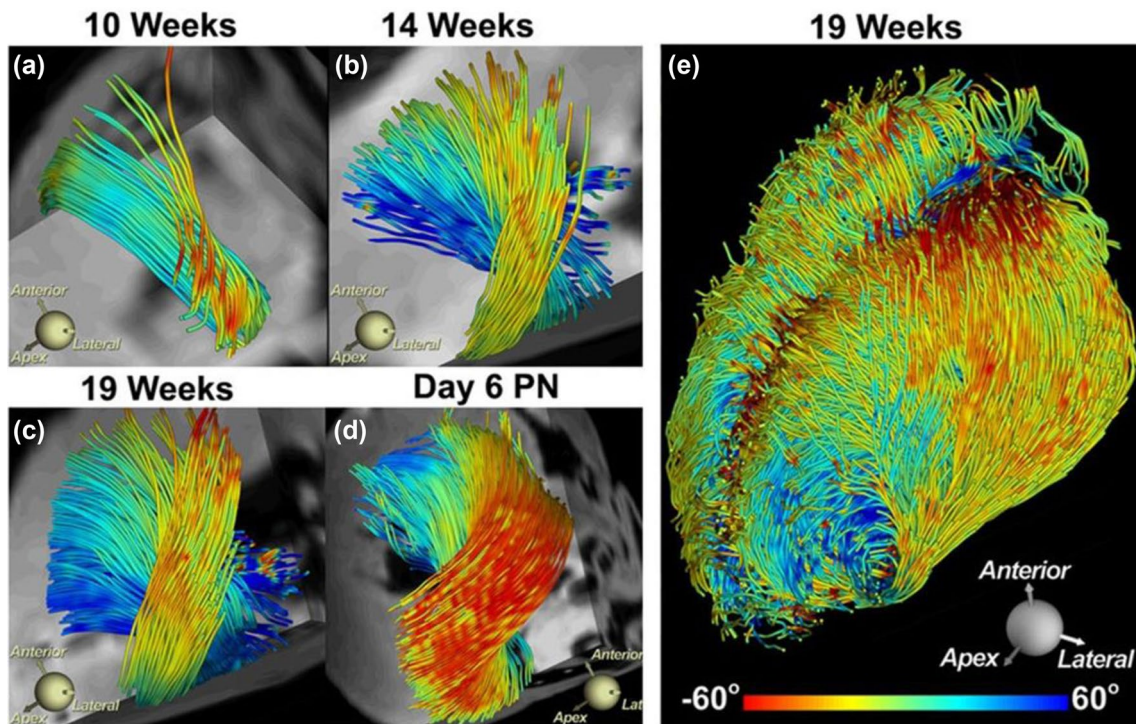 10 Weeks
14 Weeks
19 Weeks
(a)
(b)
(e)
Anterior
Apex
Lateral
Anterior
Apex
Lateral
19 Weeks
Day 6 PN
(c)
(d)
Anterior
Apex
Lateral
Anterior
Apex
Lat
Anterior
Apex
Lateral
-60°
60°